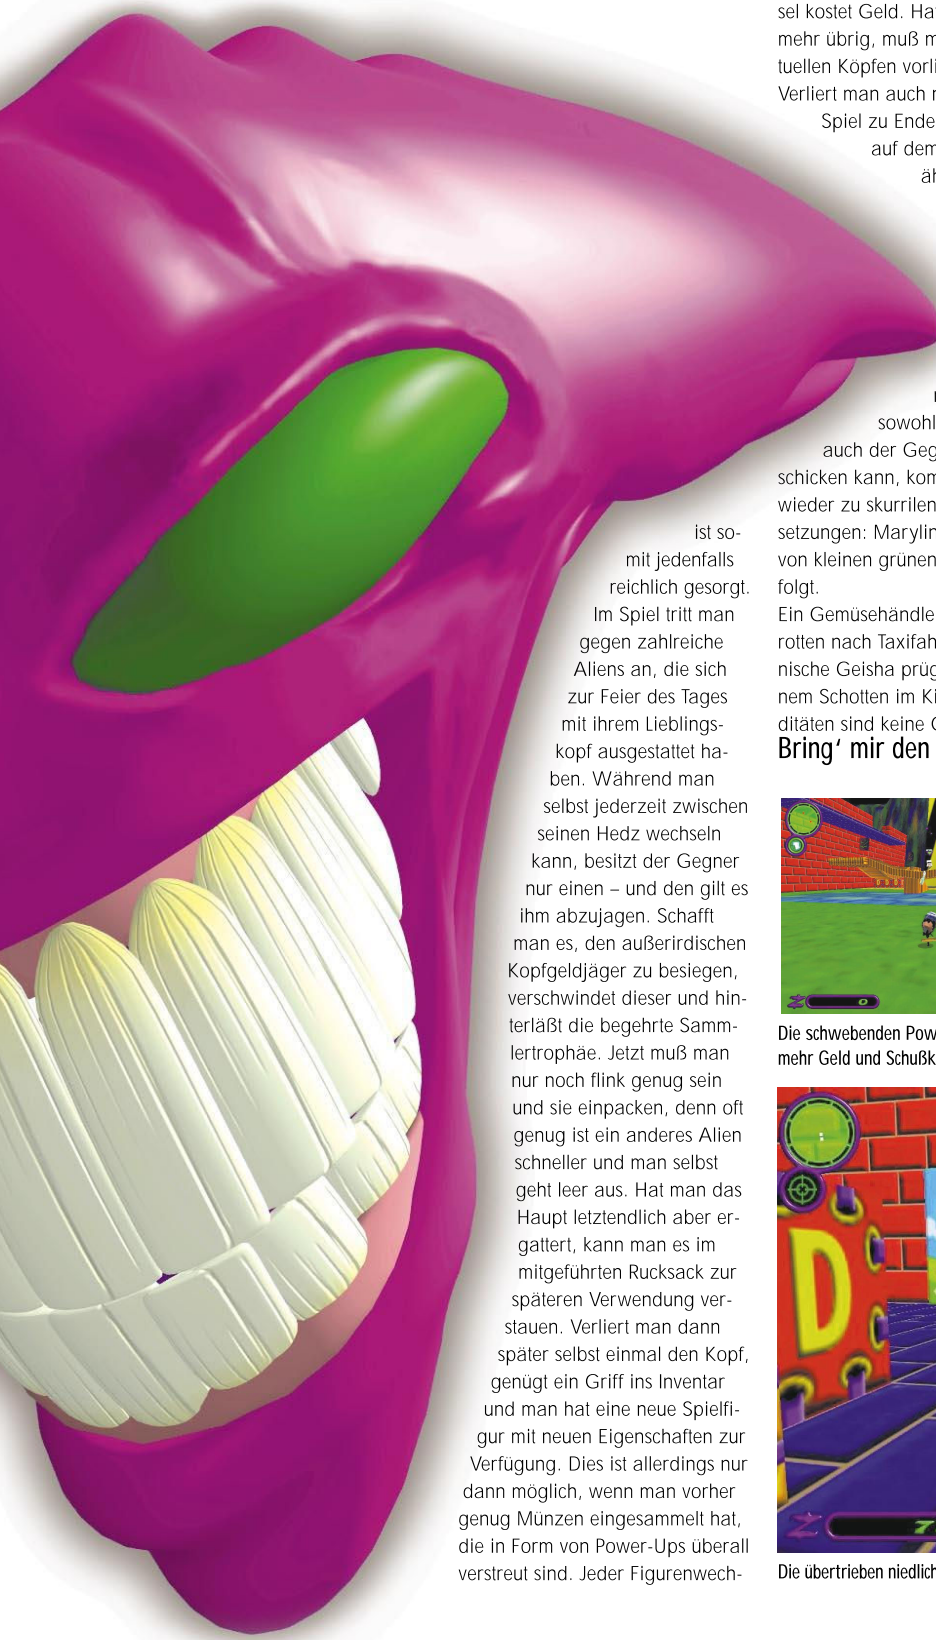 ist so-
mit jedenfalls
reichlich gesorgt.
Im Spiel tritt man
gegen zahlreiche
Aliens an, die sich
zur Feier des Tages
mit ihrem Lieblings-
kopf ausgestattet ha-
ben. Während man
selbst jederzeit zwischen
seinen Hedz wechseln
kann, besitzt der Gegner
nur einen – und den gilt es
ihm abzujagen. Schafft
man es, den außerirdischen
Kopfgeldjäger zu besiegen,
verschwindet dieser und hin-
terläßt die begehrte Samm-
lertrophäe. Jetzt muß man
nur noch flink genug sein
und sie einpacken, denn oft
genug ist ein anderes Alien
schneller und man selbst
geht leer aus. Hat man das
Haupt letztendlich aber er-
gattert, kann man es im
mitgeführten Rucksack zur
späteren Verwendung ver-
stauen. Verliert man dann
später selbst einmal den Kopf,
genügt ein Griff ins Inventar
und man hat eine neue Spielfi-
gur mit neuen Eigenschaften zur
Verfügung. Dies ist allerdings nur
dann möglich, wenn man vorher
genug Münzen eingesammelt hat,
die in Form von Power-Ups überall
verstreut sind. Jeder Figurenwech-
sel kostet Geld. Ha
mehr übrig, muß m
tuellen Köpfen vorli
Verliert man auch
Spiel zu Ende
auf dem
äh
sowohl
auch der Geg
schicken kann, kom
wieder zu skurrilen
setzungen: Marylin
von kleinen grünen
folgt.
Ein Gemüsehändle
rotten nach Taxifah
nische Geisha prüg
nem Schotten im Ki
ditäten sind keine
Bring' mir den
0
Die schwebenden Pow
mehr Geld und Schußk
D
7
Die übertrieben niedlich